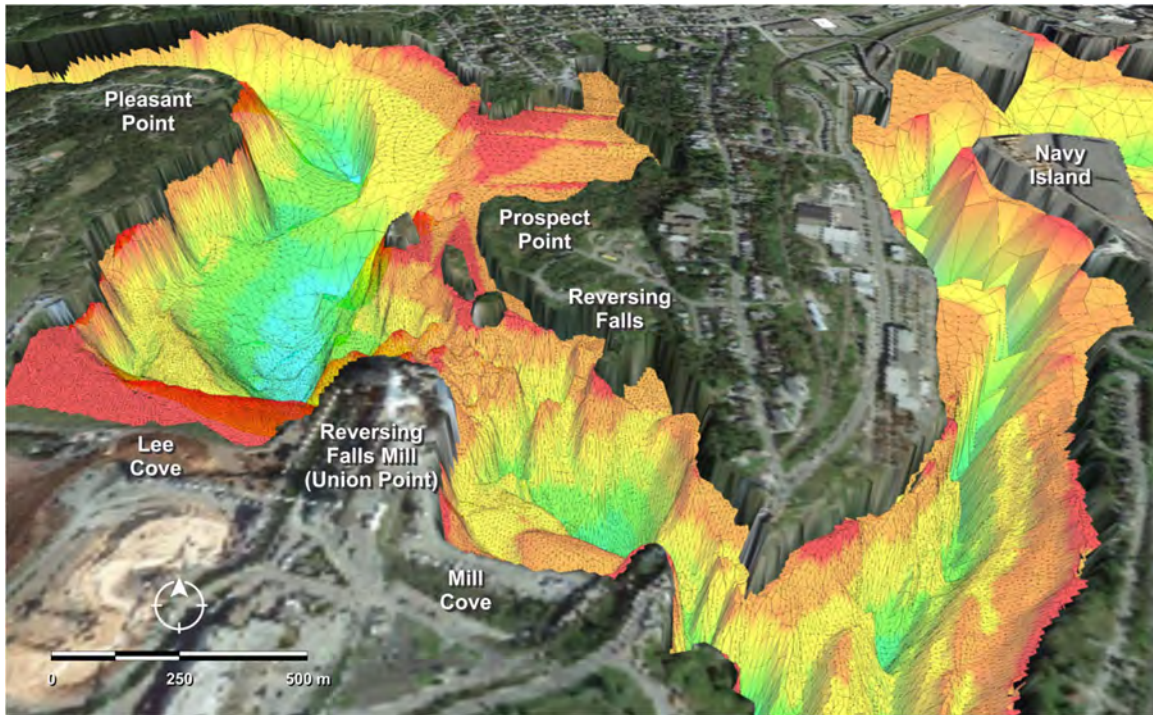 Pleasant
Point
Navy
Island
Prospect
Point
Reversing
Falls
Lee
Cove
Reversing
Falls Mill
(Union Point)
Mill
Cove
0 250 500 m